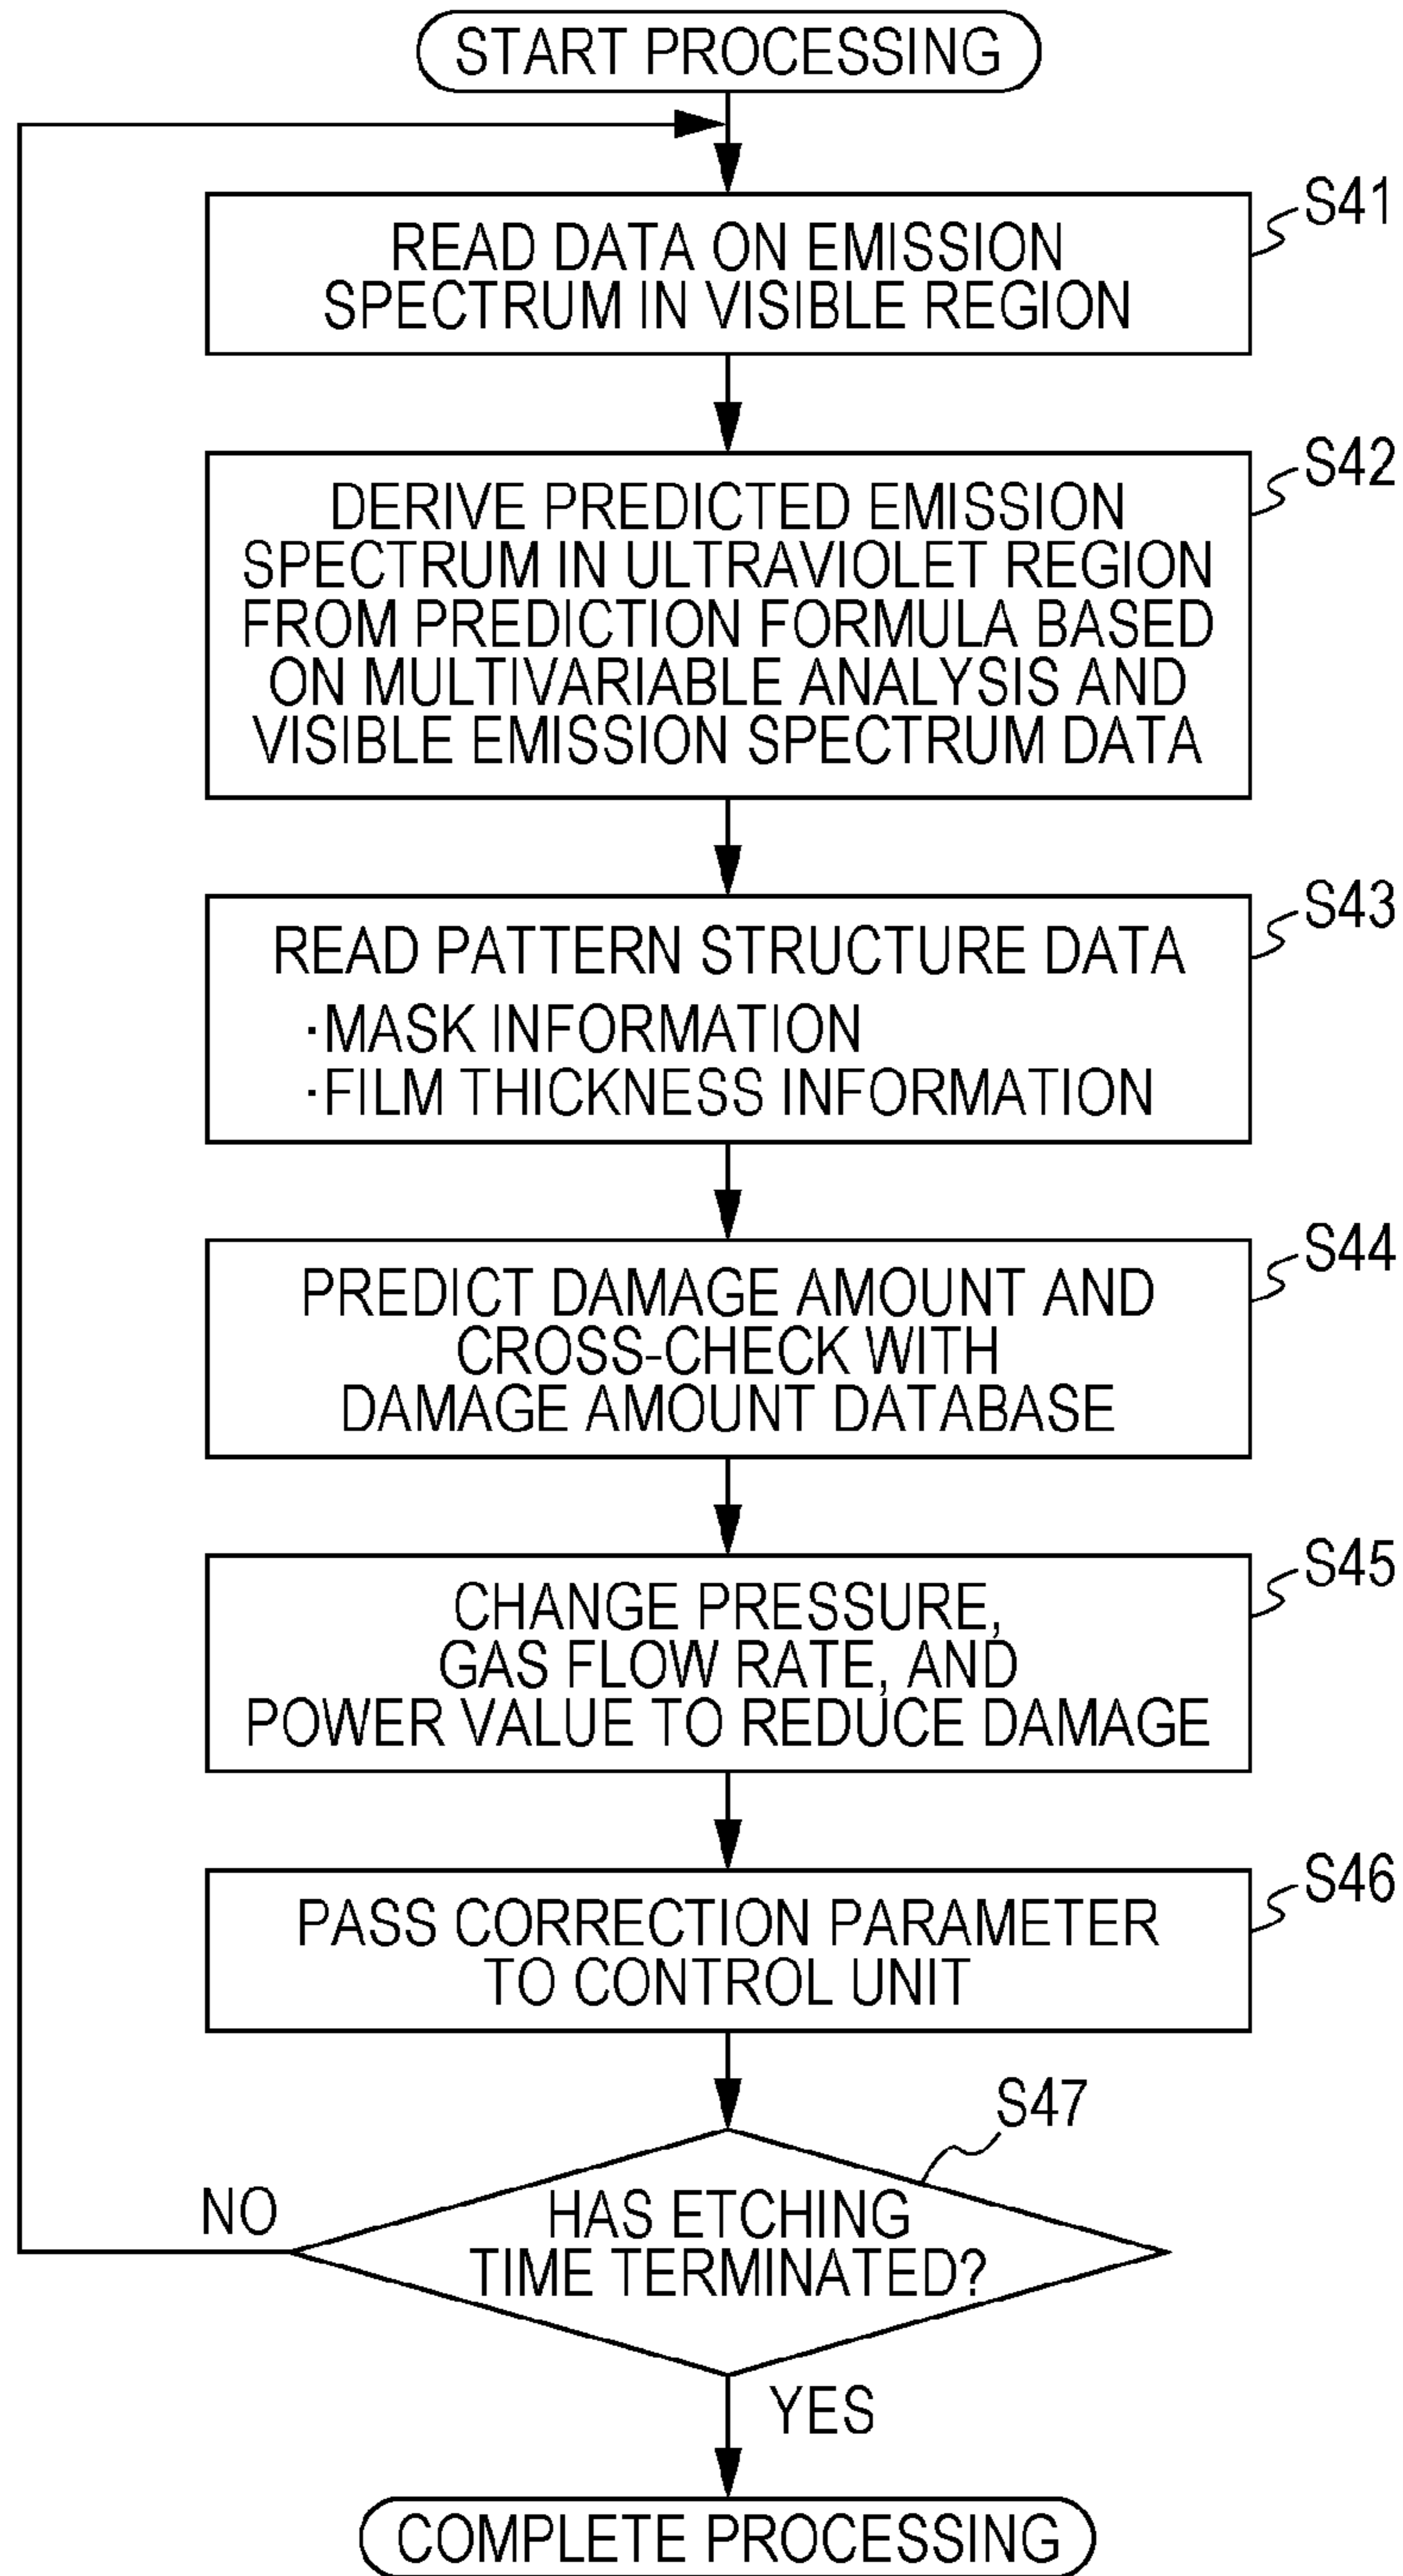 START PROCESSING
S41
READ DATA ON EMISSION
SPECTRUM IN VISIBLE REGION
S42
DERIVE PREDICTED EMISSION
SPECTRUM IN ULTRAVIOLET REGION
FROM PREDICTION FORMULA BASED
ON MULTIVARIABLE ANALYSIS AND
VISIBLE EMISSION SPECTRUM DATA
S43
READ PATTERN STRUCTURE DATA
·MASK INFORMATION
·FILM THICKNESS INFORMATION
S44
PREDICT DAMAGE AMOUNT AND
CROSS-CHECK WITH
DAMAGE AMOUNT DATABASE
S45
CHANGE PRESSURE,
GAS FLOW RATE, AND
POWER VALUE TO REDUCE DAMAGE
S46
PASS CORRECTION PARAMETER
TO CONTROL UNIT
S47
NO
HAS ETCHING
TIME TERMINATED?
YES
COMPLETE PROCESSING